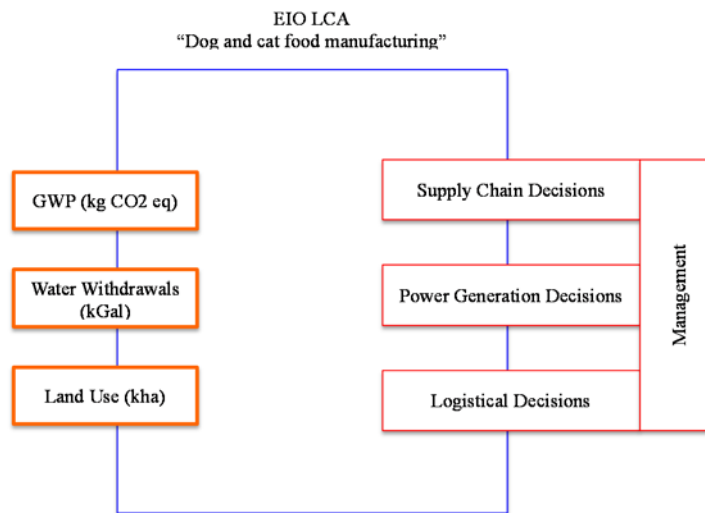 EIO LCA
“Dog and cat food manufacturing”
GWP (kg CO2 eq)
Water Withdrawals
(kGal)
Land Use (kha)
Supply Chain Decisions
Power Generation Decisions
Logistical Decisions
Management